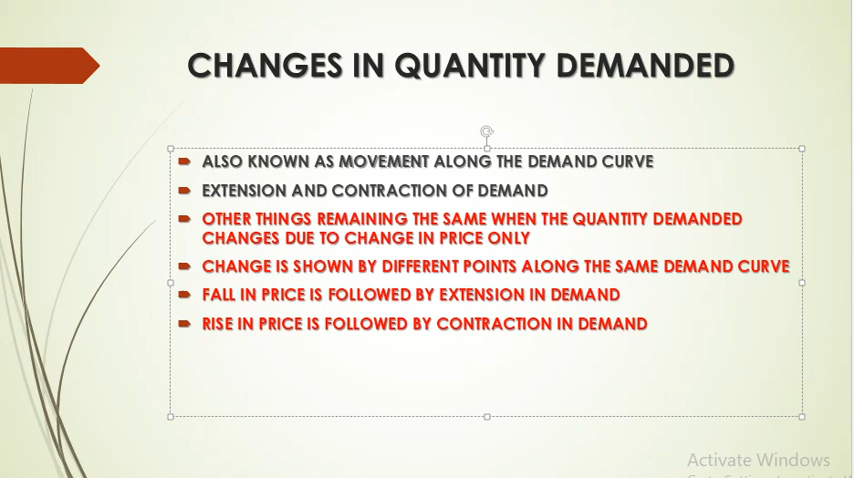 CHANGES IN QUANTITY DEMANDED
ALSO KNOWN AS MOVEMENT ALONG THE DEMAND CURVE
EXTENSION AND CONTRACTION OF DEMAND
OTHER THINGS REMAINING THE SAME WHEN THE QUANTITY DEMANDED
CHANGES DUE TO CHANGE IN PRICE ONLY
CHANGE IS SHOWN BY DIFFERENT POINTS ALONG THE SAME DEMAND CURVE
FALL IN PRICE IS FOLLOWED BY EXTENSION IN DEMAND
RISE IN PRICE IS FOLLOWED BY CONTRACTION IN DEMAND
Activate Windows